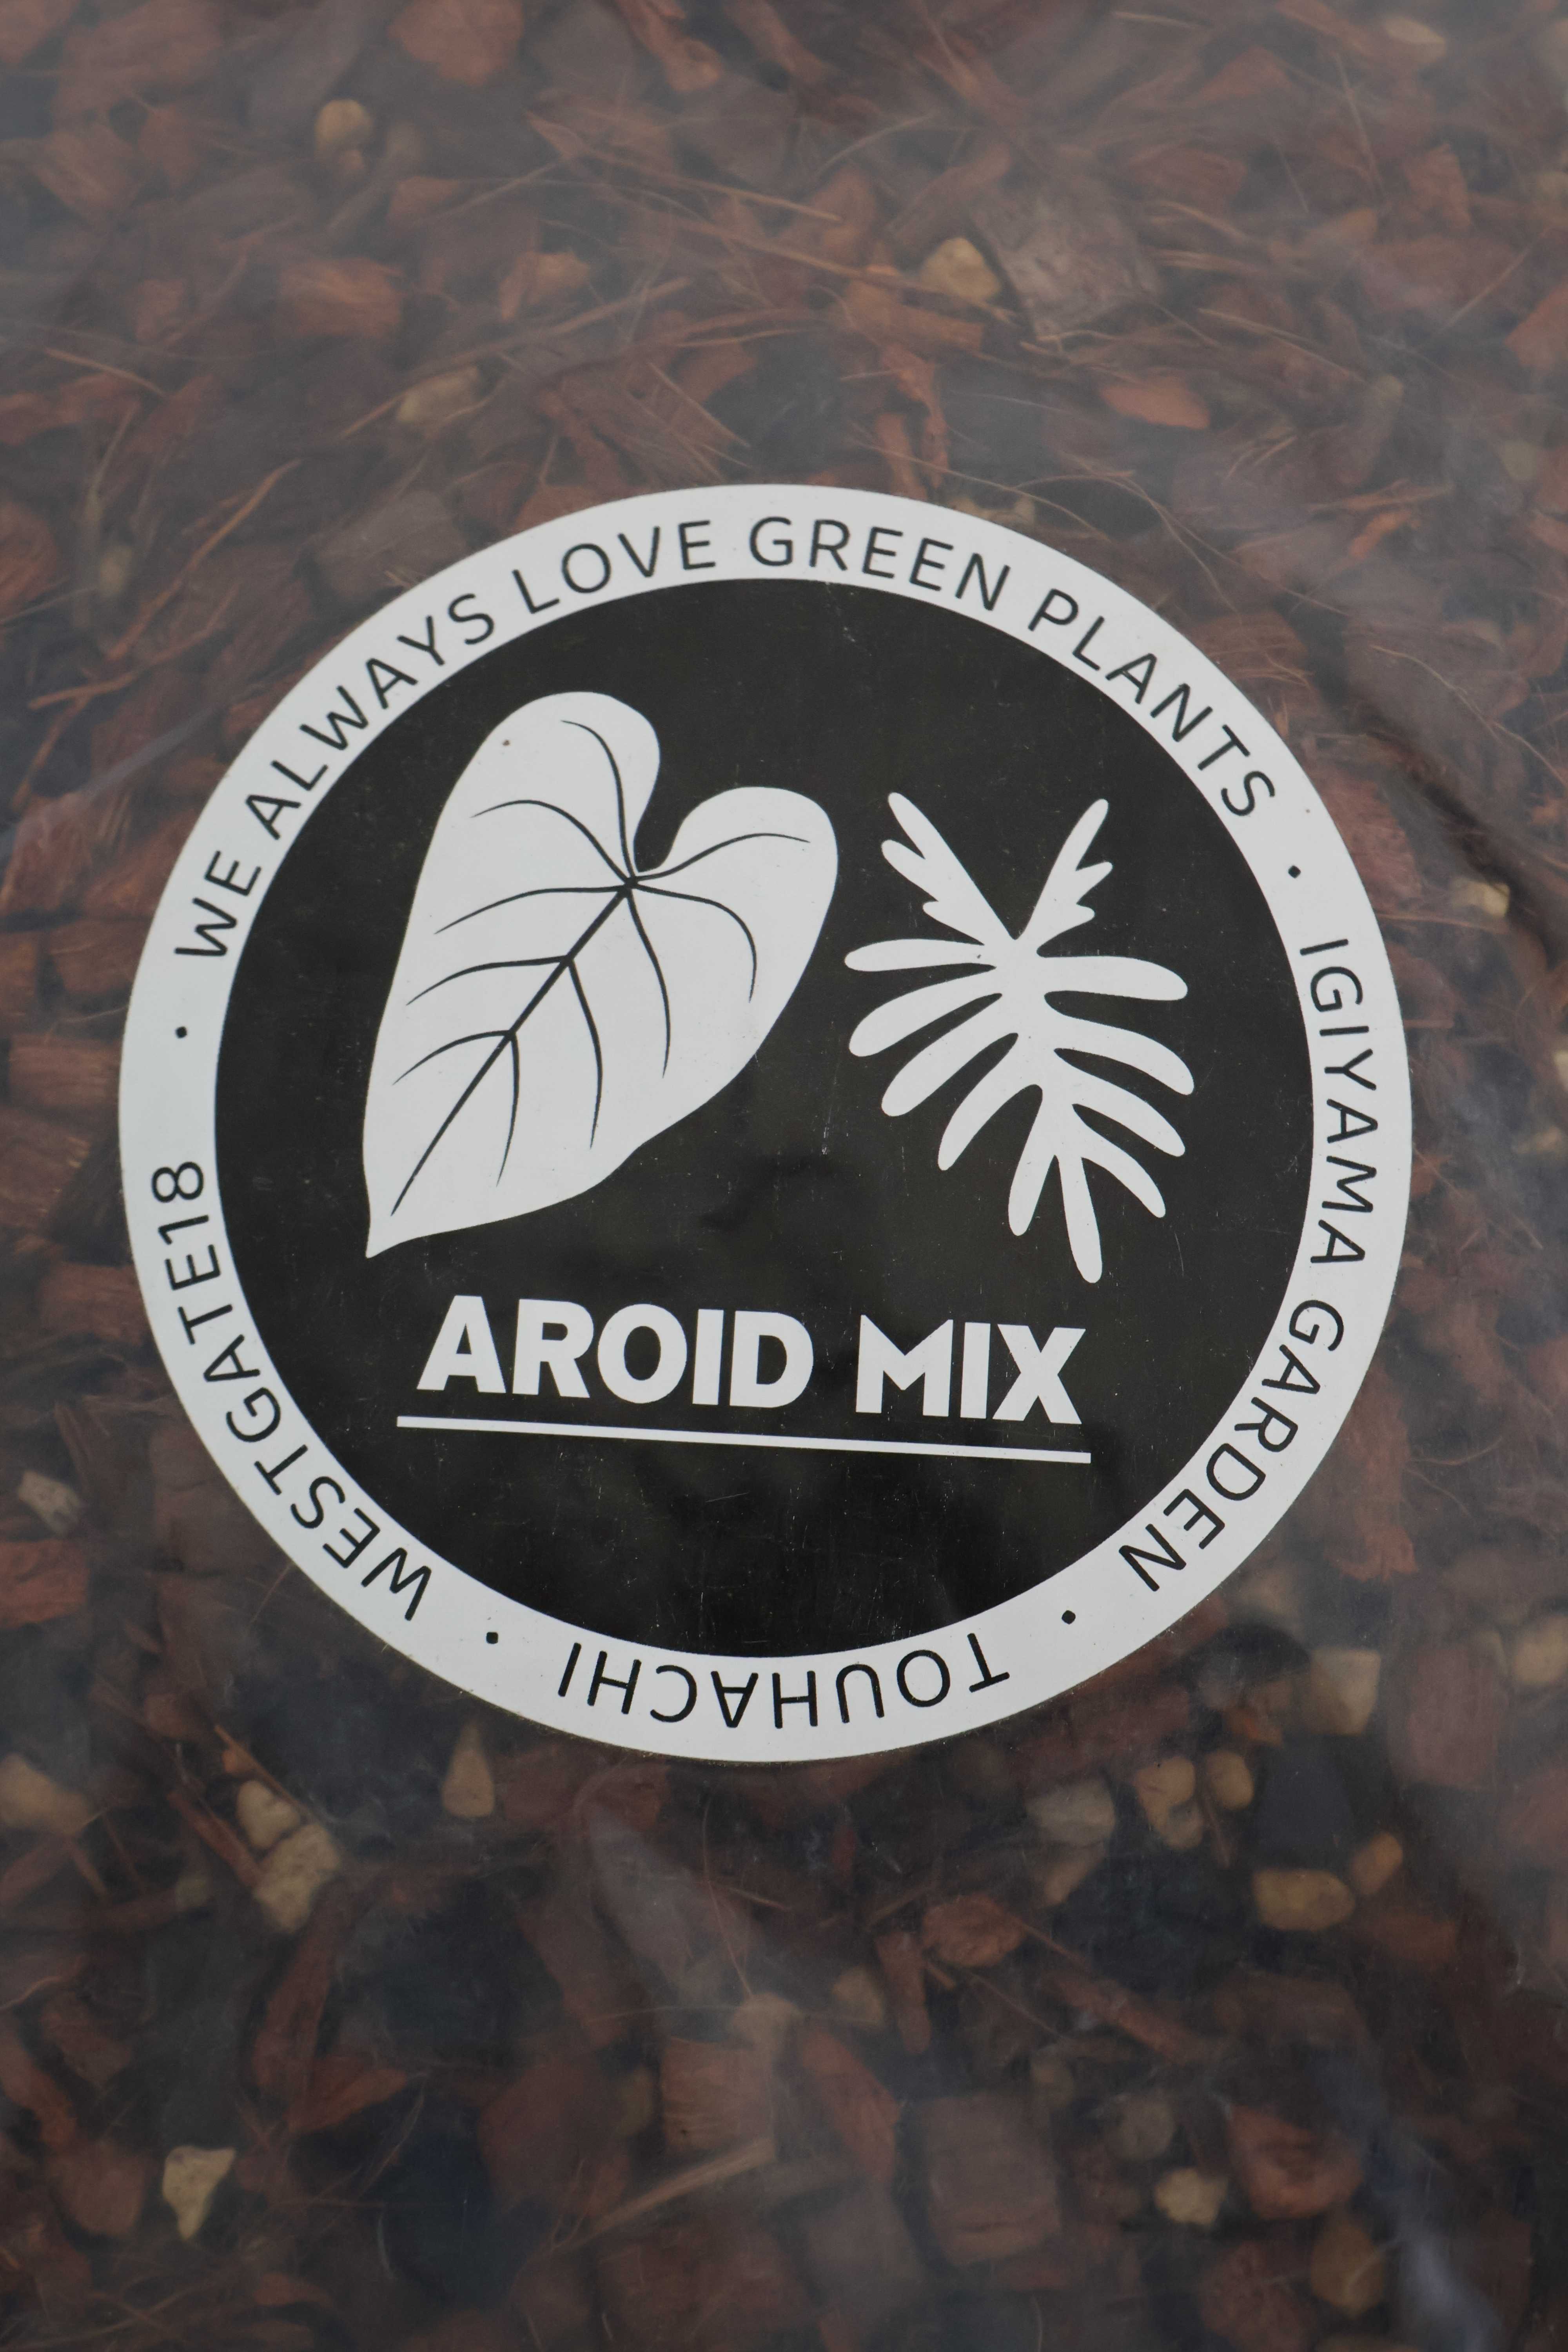 WE ALWAYS LOVE GREEN PLANTS · IGIYAMA GARDEN · TOUHACHI · WESTGATE18 ·
AROID MIX